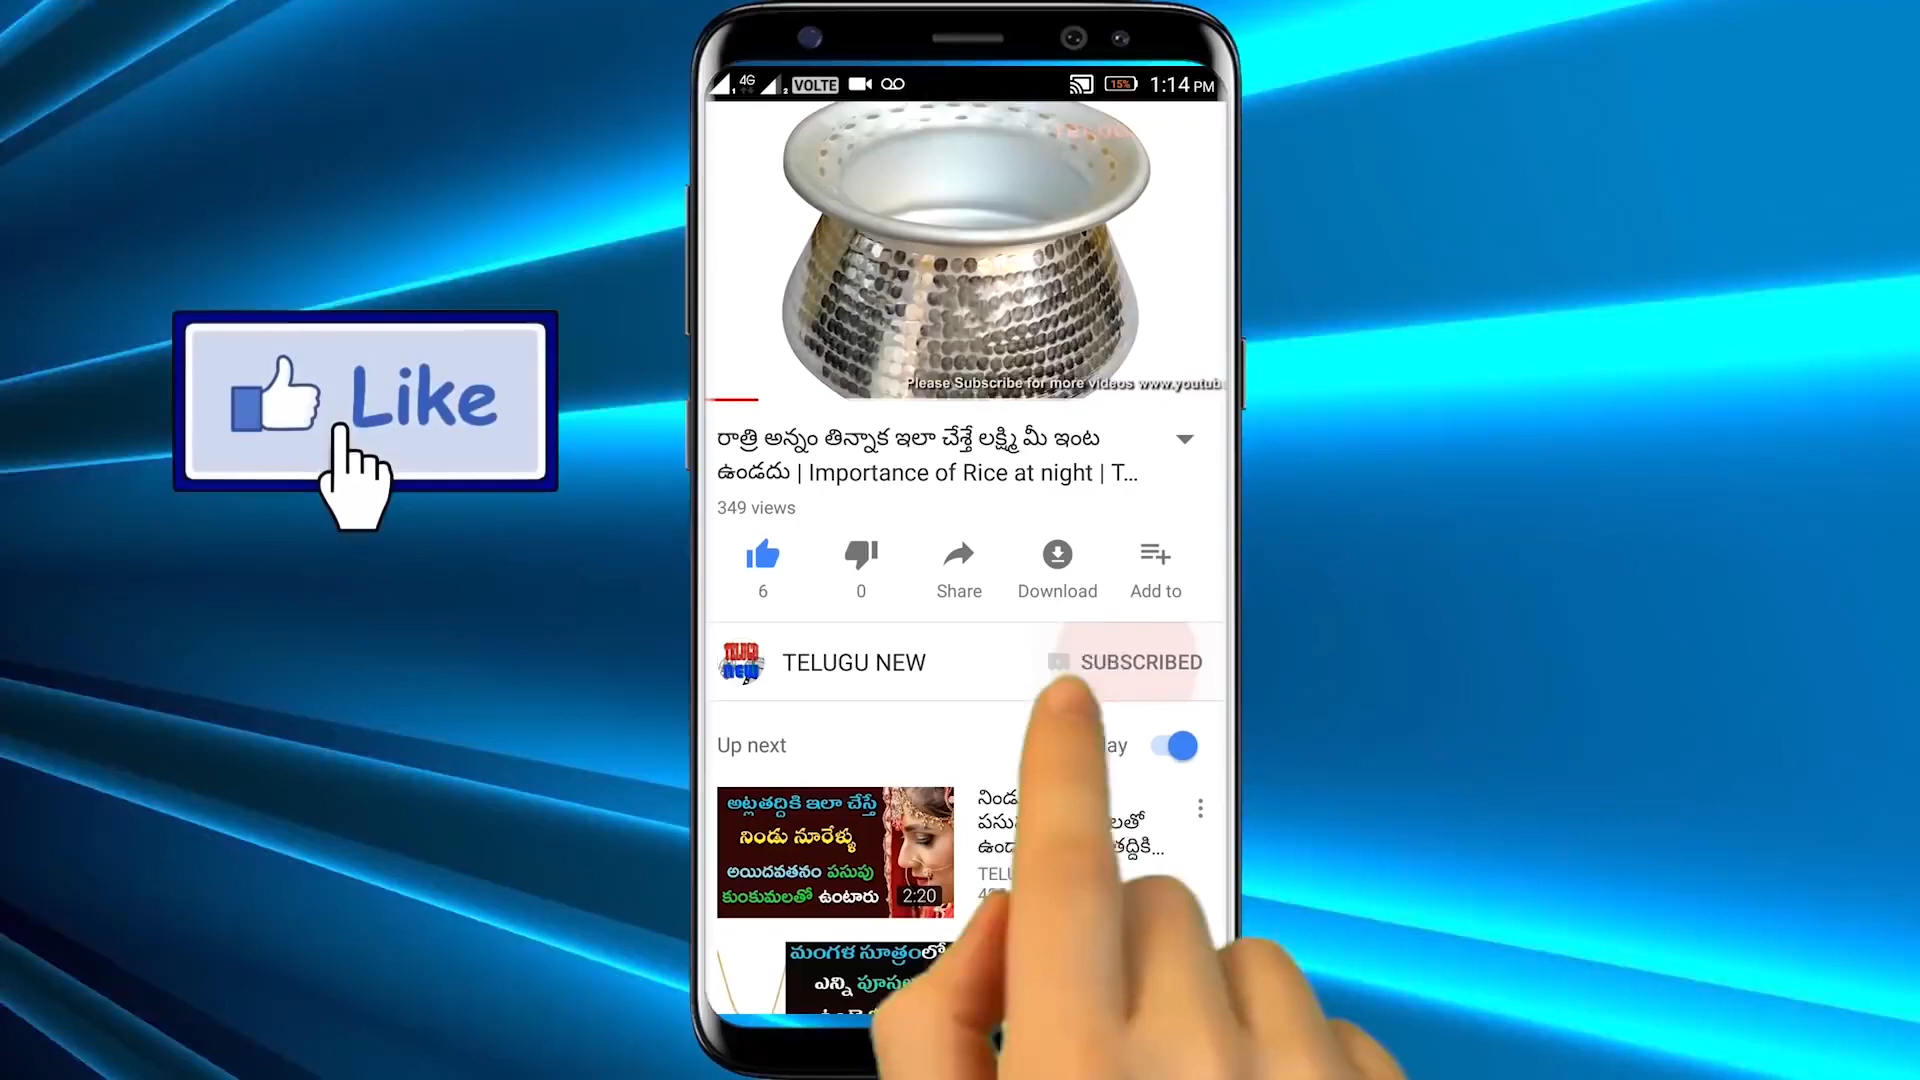 4G
VOLTE
15%
1:14 PM
Please Subscribe for more videos www.youtub
Like
రాత్రి అన్నం తిన్నాక ఇలా చేస్తే లక్ష్మి మీ ఇంట
ఉండదు | Importance of Rice at night | T...
349 views
6
0
Share
Download
Add to
TELUGU NEW
TELUGU NEW
SUBSCRIBED
Up next
అట్లతద్దికి ఇలా చేస్తే
నిండు నూరేళ్ళు
అయిదవతనం పసుపు
కుంకుమలతో ఉంటారు
2:20
మంగళ సూత్రంలో
ఎన్ని